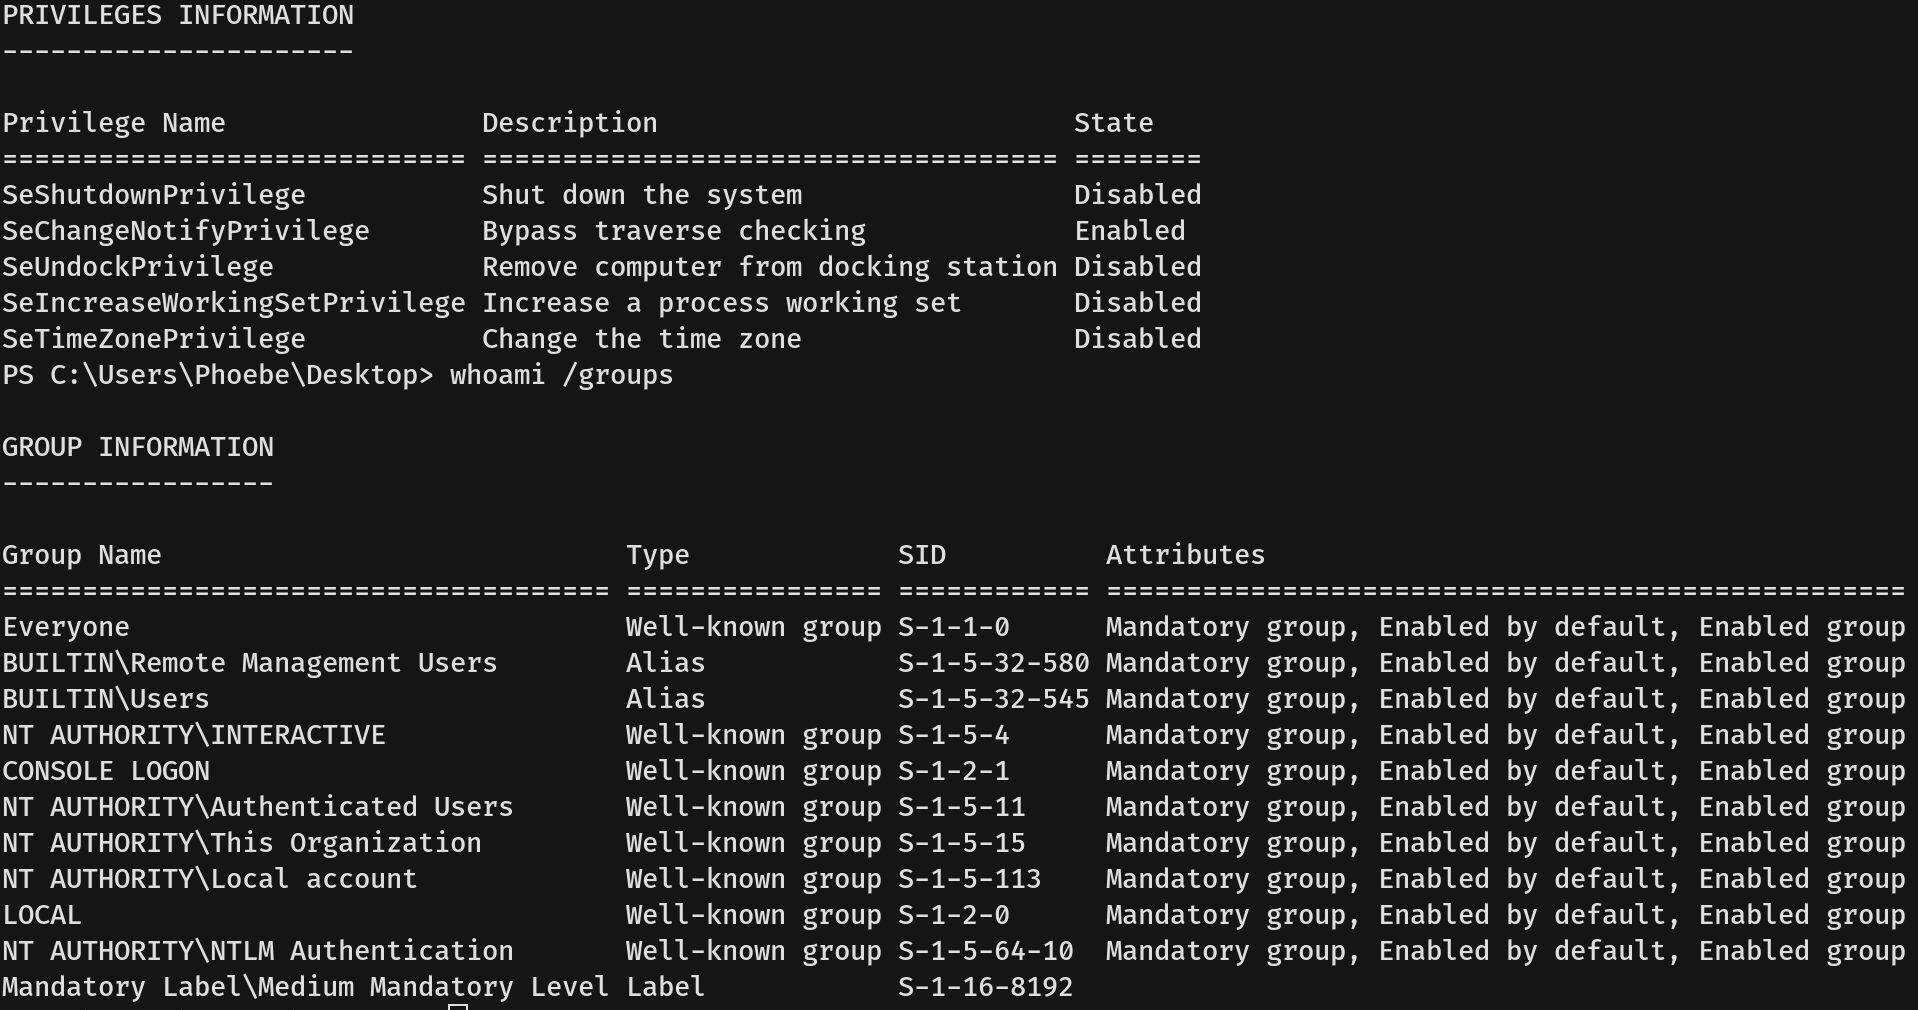 PRIVILEGES INFORMATION
----------------------
Privilege Name                Description                          State
============================= ==================================== ========
SeShutdownPrivilege           Shut down the system                 Disabled
SeChangeNotifyPrivilege       Bypass traverse checking             Enabled
SeUndockPrivilege             Remove computer from docking station Disabled
SeIncreaseWorkingSetPrivilege Increase a process working set       Disabled
SeTimeZonePrivilege           Change the time zone                 Disabled
PS C:\Users\Phoebe\Desktop> whoami /groups
GROUP INFORMATION
-----------------
Group Name                             Type             SID          Attributes
====================================== ================ ============ ==================================================
Everyone                               Well-known group S-1-1-0      Mandatory group, Enabled by default, Enabled group
BUILTIN\Remote Management Users        Alias            S-1-5-32-580 Mandatory group, Enabled by default, Enabled group
BUILTIN\Users                          Alias            S-1-5-32-545 Mandatory group, Enabled by default, Enabled group
NT AUTHORITY\INTERACTIVE               Well-known group S-1-5-4      Mandatory group, Enabled by default, Enabled group
CONSOLE LOGON                          Well-known group S-1-2-1      Mandatory group, Enabled by default, Enabled group
NT AUTHORITY\Authenticated Users       Well-known group S-1-5-11     Mandatory group, Enabled by default, Enabled group
NT AUTHORITY\This Organization         Well-known group S-1-5-15     Mandatory group, Enabled by default, Enabled group
NT AUTHORITY\Local account             Well-known group S-1-5-113    Mandatory group, Enabled by default, Enabled group
LOCAL                                  Well-known group S-1-2-0      Mandatory group, Enabled by default, Enabled group
NT AUTHORITY\NTLM Authentication       Well-known group S-1-5-64-10  Mandatory group, Enabled by default, Enabled group
Mandatory Label\Medium Mandatory Level Label            S-1-16-8192